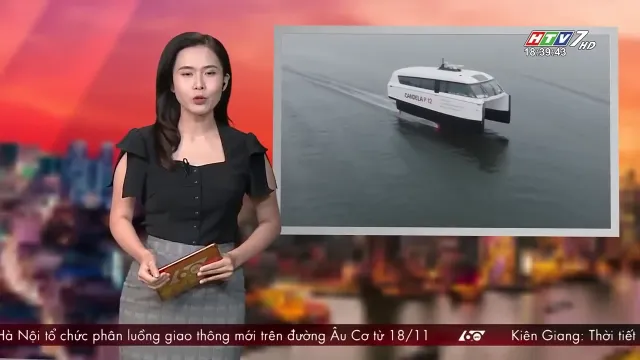 HTV7 HD
18:39:43
CANDELA P 12
Hà Nội tổ chức phân luồng giao thông mới trên đường Âu Cơ từ 18/11
60
Kiên Giang: Thời tiết